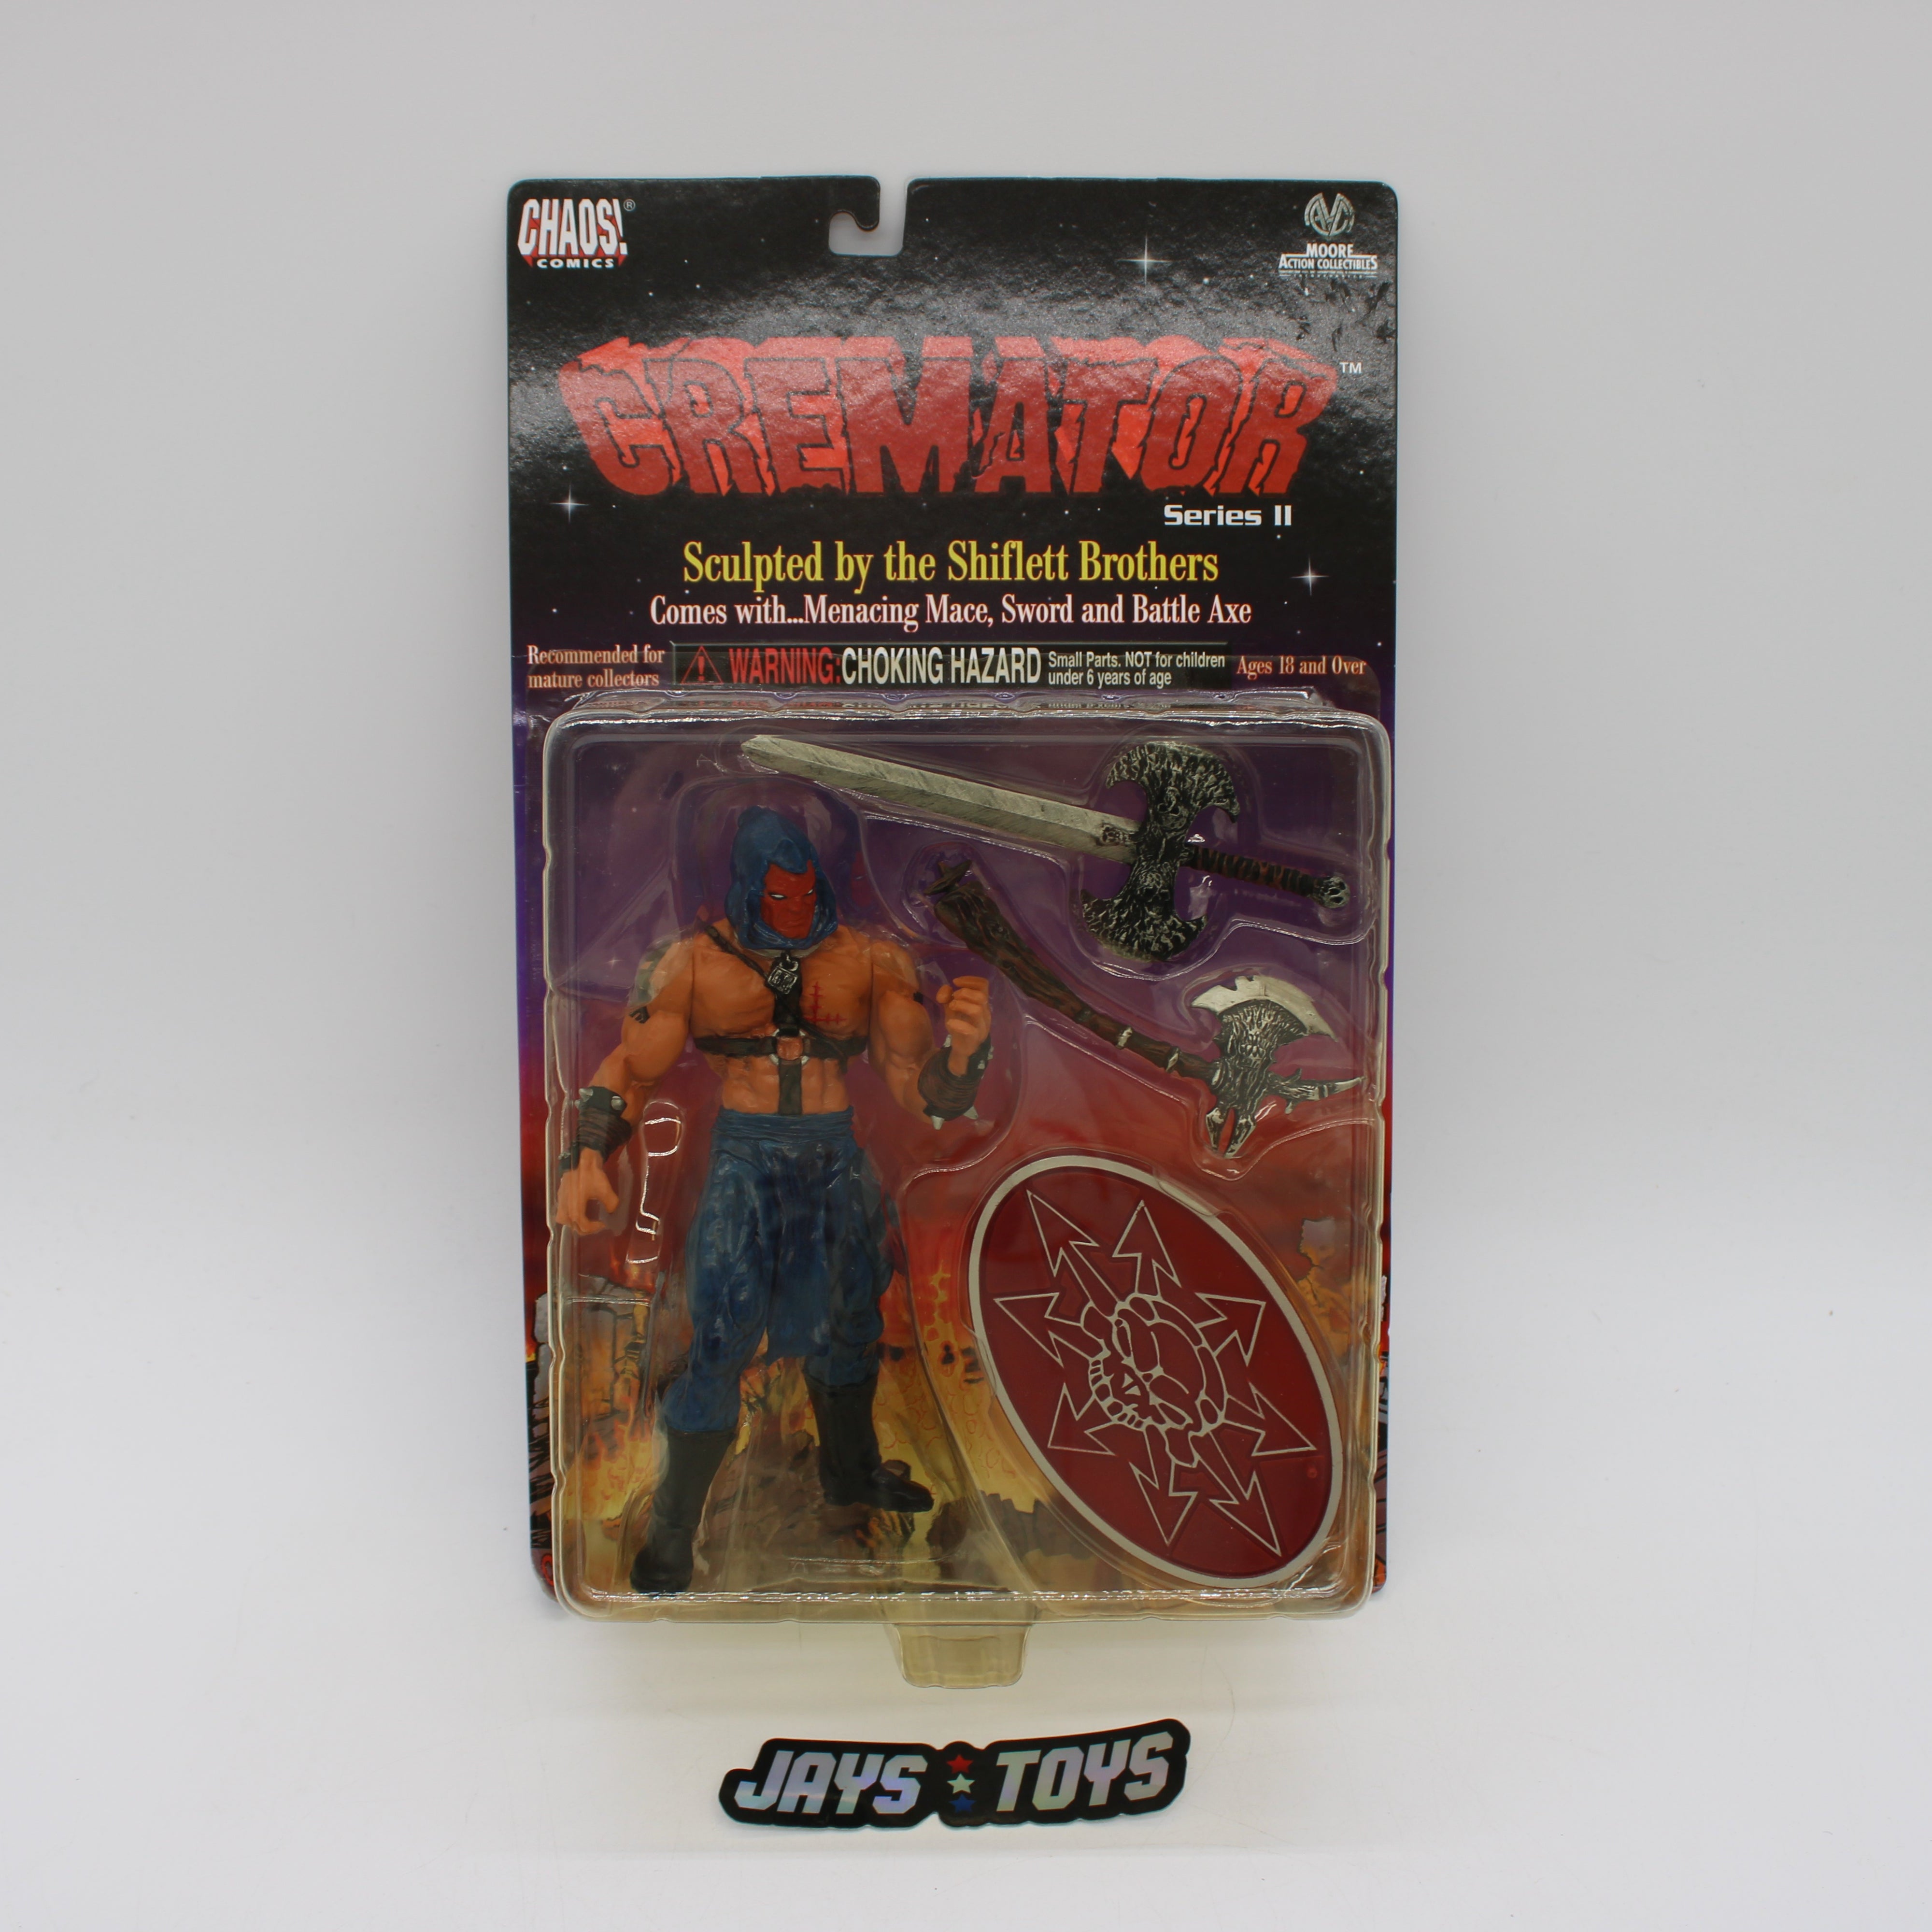 CHAOS!®
COMICS
MOORE
ACTION COLLECTIBLES
CREMATOR™
Series II
Sculpted by the Shiflett Brothers
Comes with...Menacing Mace, Sword and Battle Axe
Recommended for
mature collectors
WARNING: CHOKING HAZARD
Small Parts. NOT for children
under 6 years of age
Ages 18 and Over
JAYS TOYS